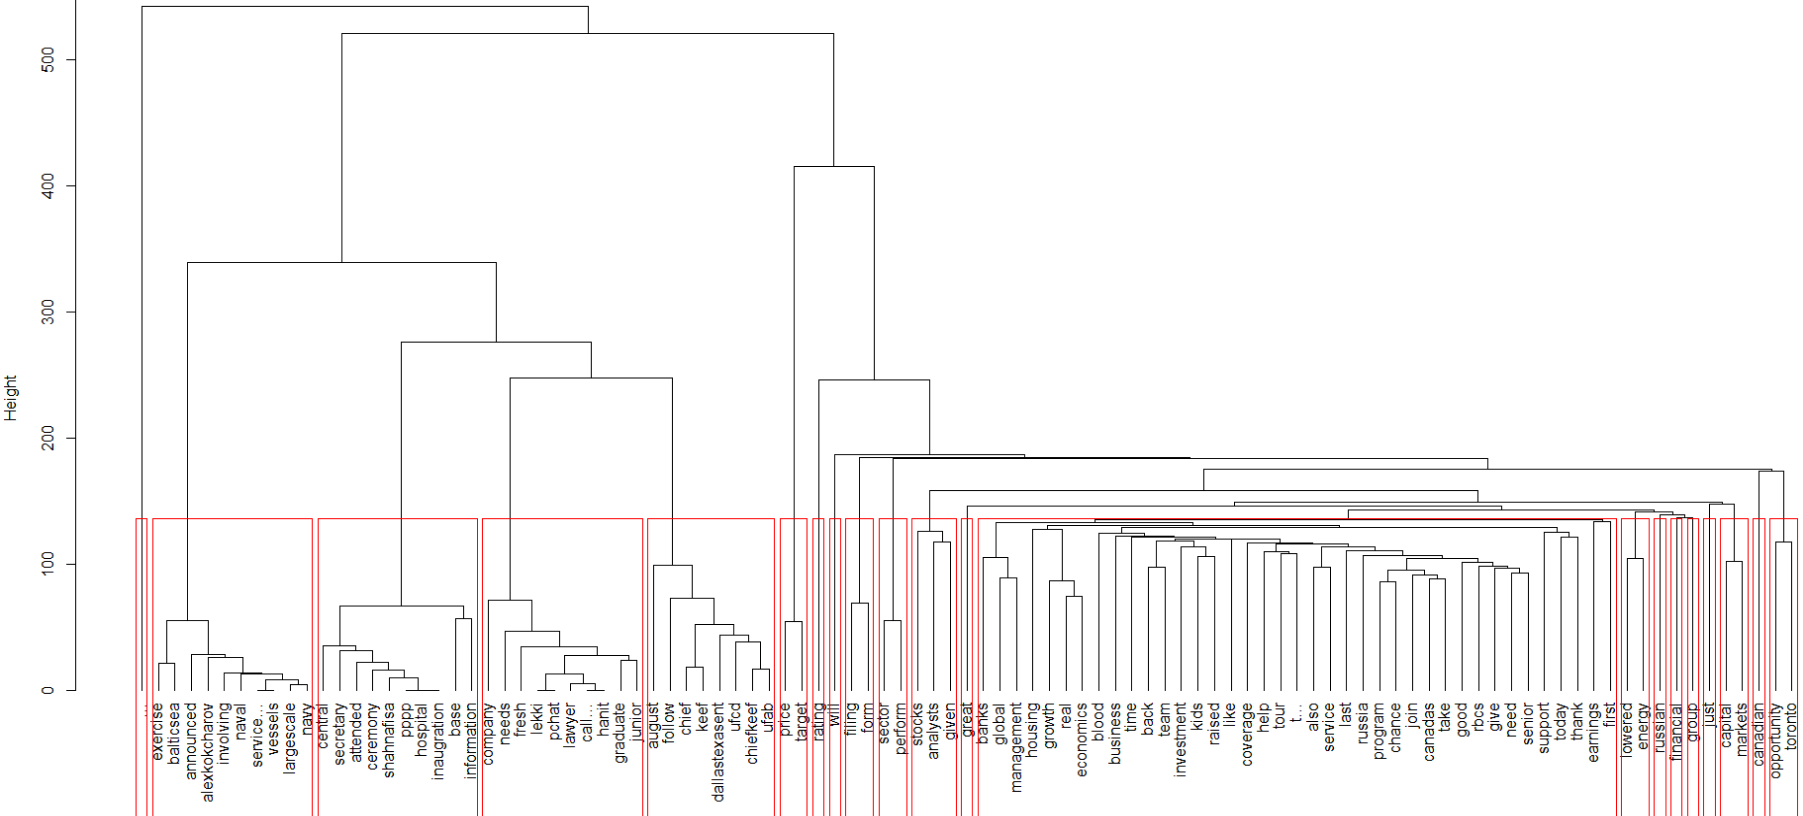 Height
500
400
300
200
100
0
...
exercise
balticsea
announced
alexkokcharov
involving
naval
service…
vessels
largescale
navy
central
secretary
attended
ceremony
shahnafisa
pppp
hospital
inaugration
base
information
company
needs
fresh
lekki
pchat
lawyer
call…
hamit
graduate
junior
august
follow
chief
keef
dallastexasent
ufcd
chiefkeef
ufab
price
target
rating
will
filing
form
sector
perform
stocks
analysts
given
great
banks
global
management
housing
growth
real
economics
blood
business
time
back
team
investment
kids
raised
like
coverage
help
tour
t…
also
service
last
russia
program
chance
join
canadas
take
good
rbcs
give
need
senior
support
today
thank
earnings
first
lowered
energy
russian
financial
group
just
capital
markets
canadian
opportunity
toronto